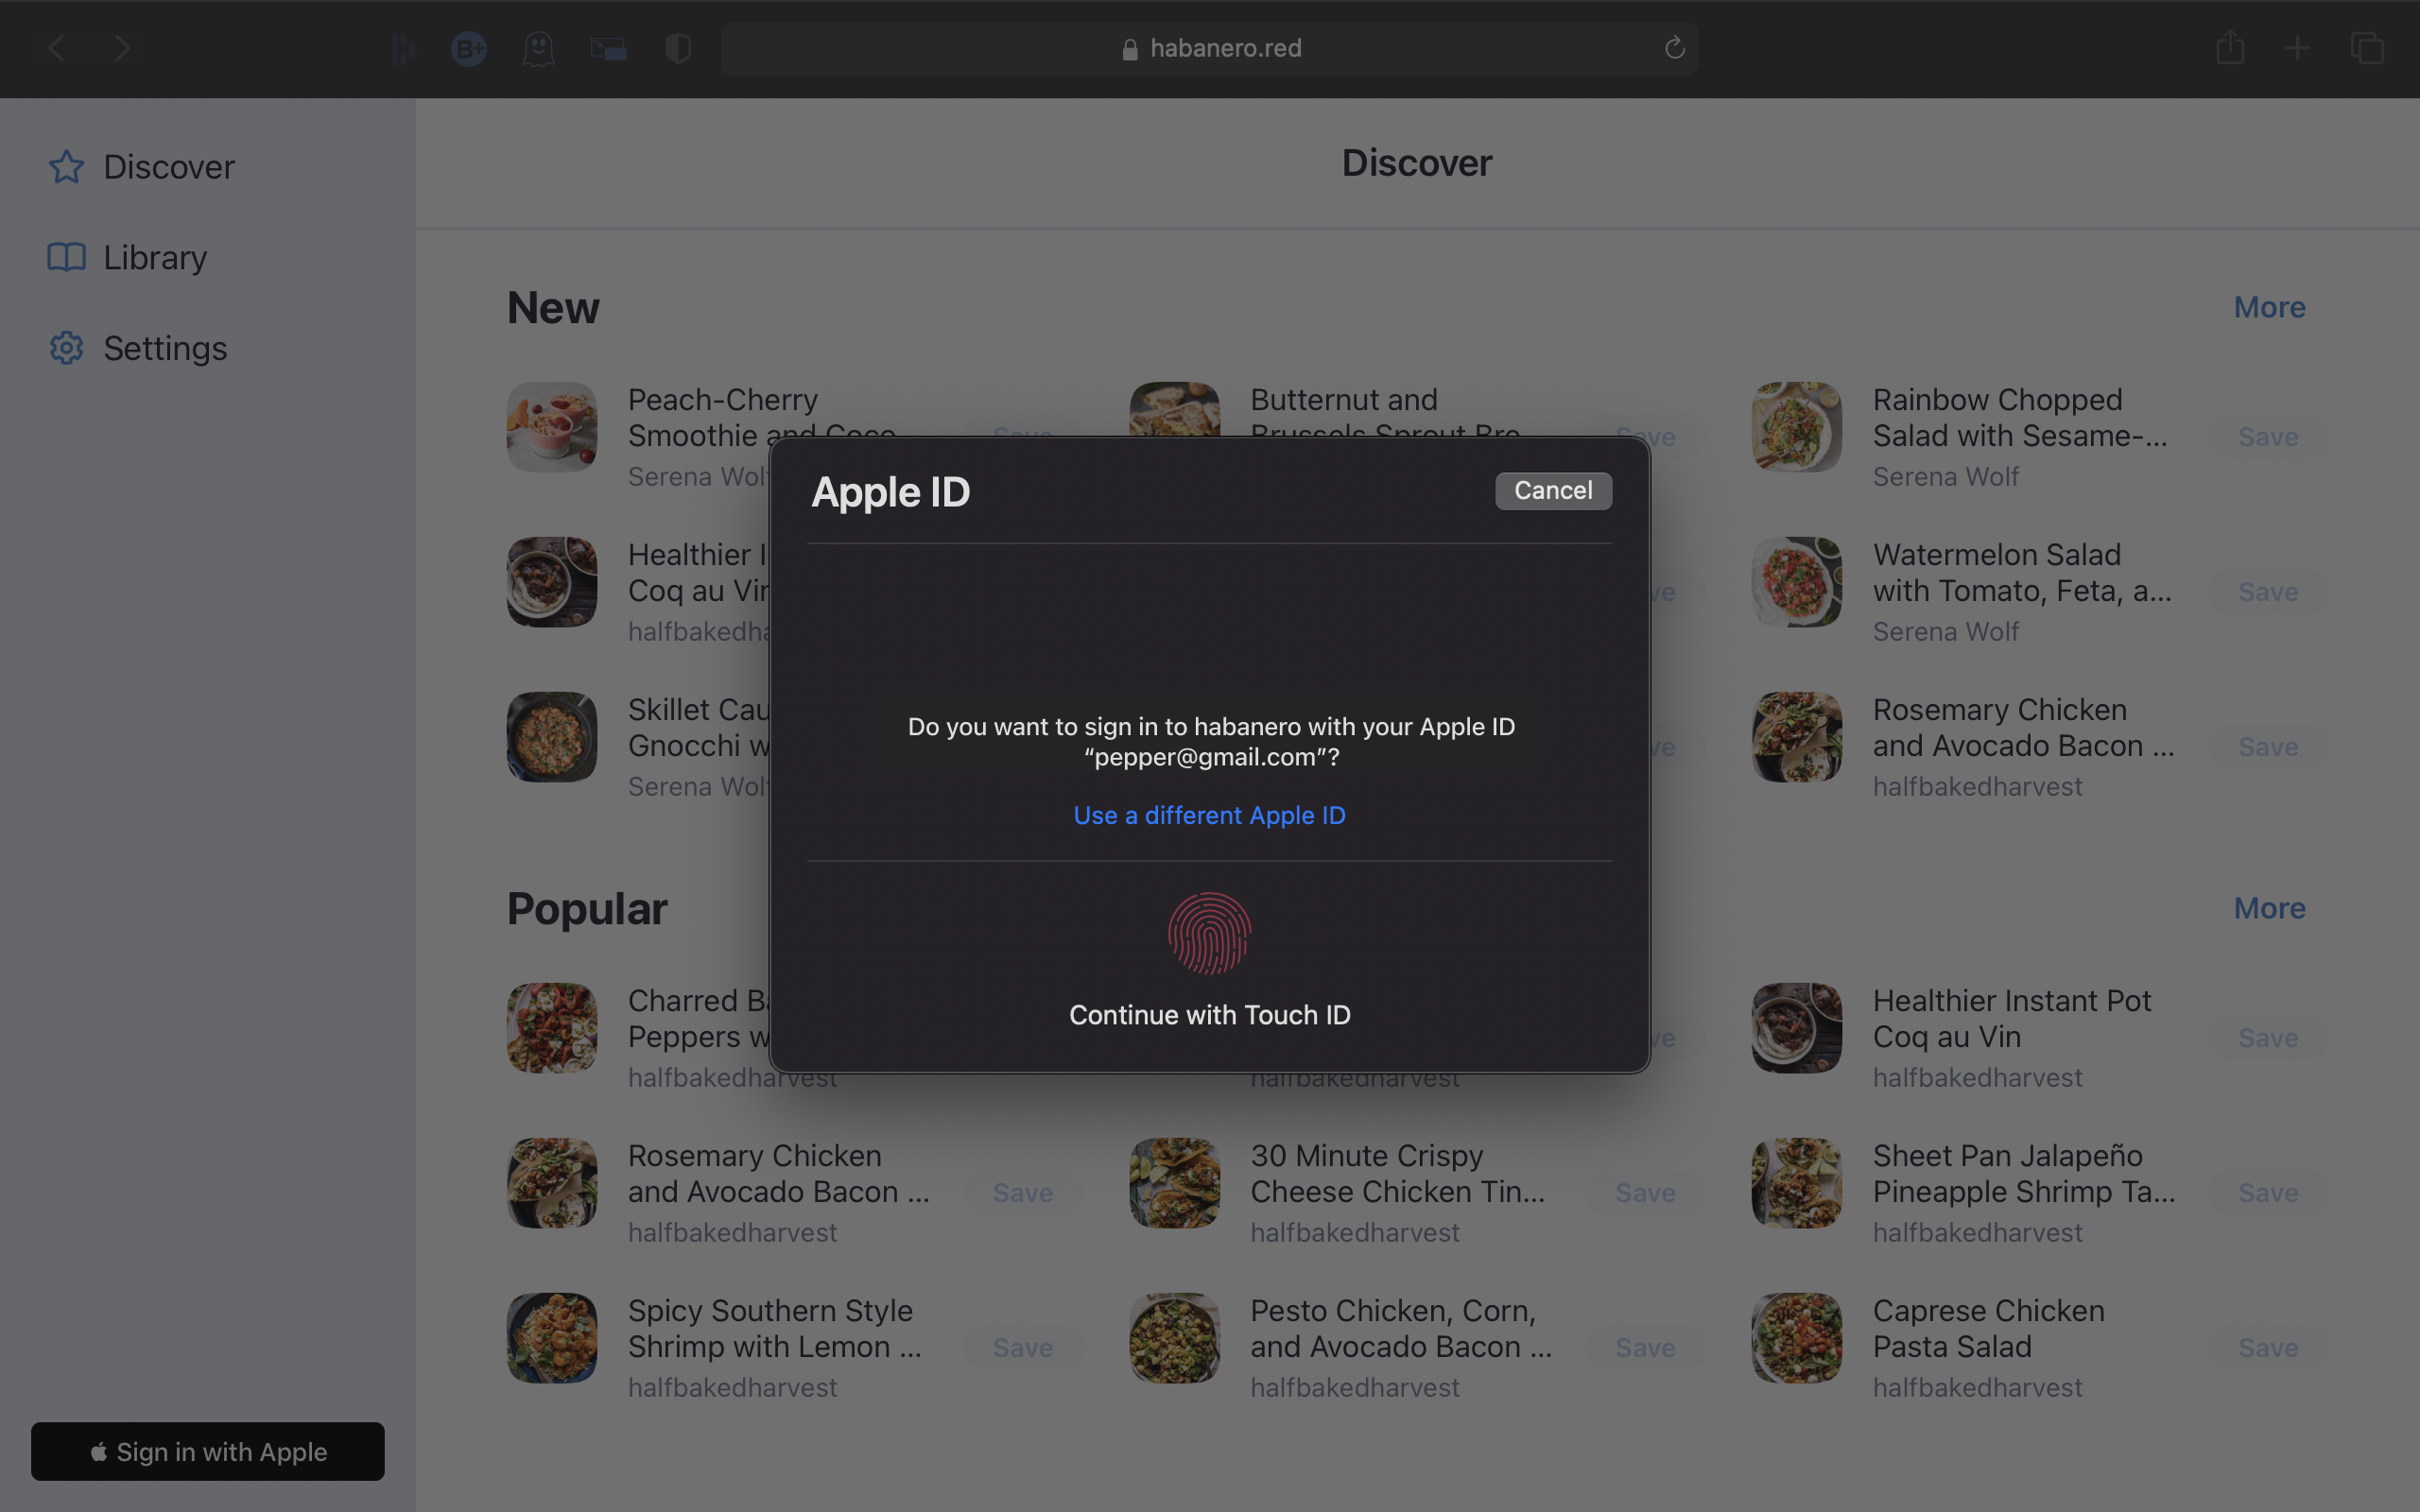 B+
habanero.red
Discover
Library
Settings
Sign in with Apple
Discover
New
More
Peach-Cherry
Smoothie and Coco
Serena Wolf
Save
Butternut and
Brussels Sprout Bro
Save
Rainbow Chopped
Salad with Sesame-...
Serena Wolf
Save
Healthier I
Coq au Vin
halfbakedha
Watermelon Salad
with Tomato, Feta, a...
Serena Wolf
Save
Skillet Cau
Gnocchi w
Serena Wolf
Rosemary Chicken
and Avocado Bacon ...
halfbakedharvest
Save
Apple ID
Cancel
Do you want to sign in to habanero with your Apple ID
“pepper@gmail.com”?
Use a different Apple ID
Continue with Touch ID
Popular
More
Charred Ba
Peppers w
halfbakedharvest
halfbakedharvest
Healthier Instant Pot
Coq au Vin
halfbakedharvest
Save
Rosemary Chicken
and Avocado Bacon ...
halfbakedharvest
Save
30 Minute Crispy
Cheese Chicken Tin...
halfbakedharvest
Save
Sheet Pan Jalapeño
Pineapple Shrimp Ta...
halfbakedharvest
Save
Spicy Southern Style
Shrimp with Lemon ...
halfbakedharvest
Save
Pesto Chicken, Corn,
and Avocado Bacon ...
halfbakedharvest
Save
Caprese Chicken
Pasta Salad
halfbakedharvest
Save